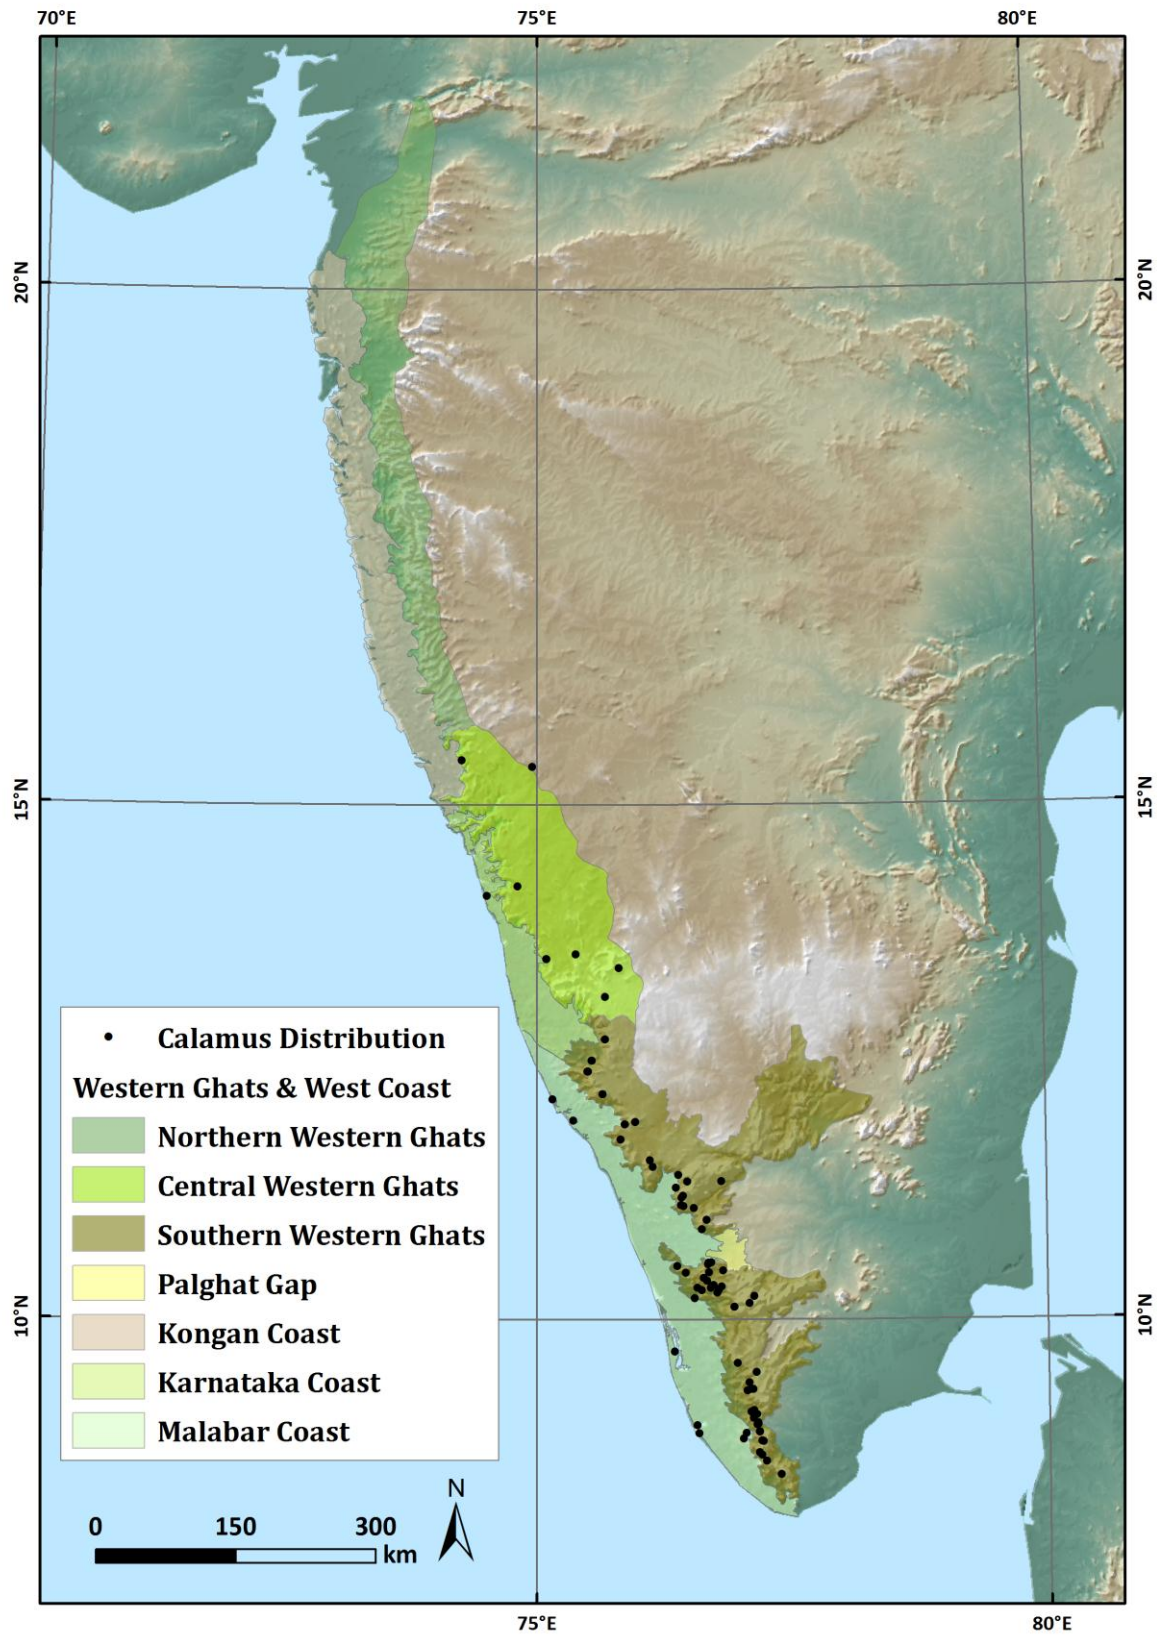 70°E 75°E 80°E
20°N 20°N
15°N 15°N
Calamus Distribution
Western Ghats & West Coast
Northern Western Ghats
Central Western Ghats
Southern Western Ghats
Palghat Gap
10°N 10°N
Kongan Coast
Karnataka Coast
Malabar Coast
N
0 150 300
km
75°E 80°E